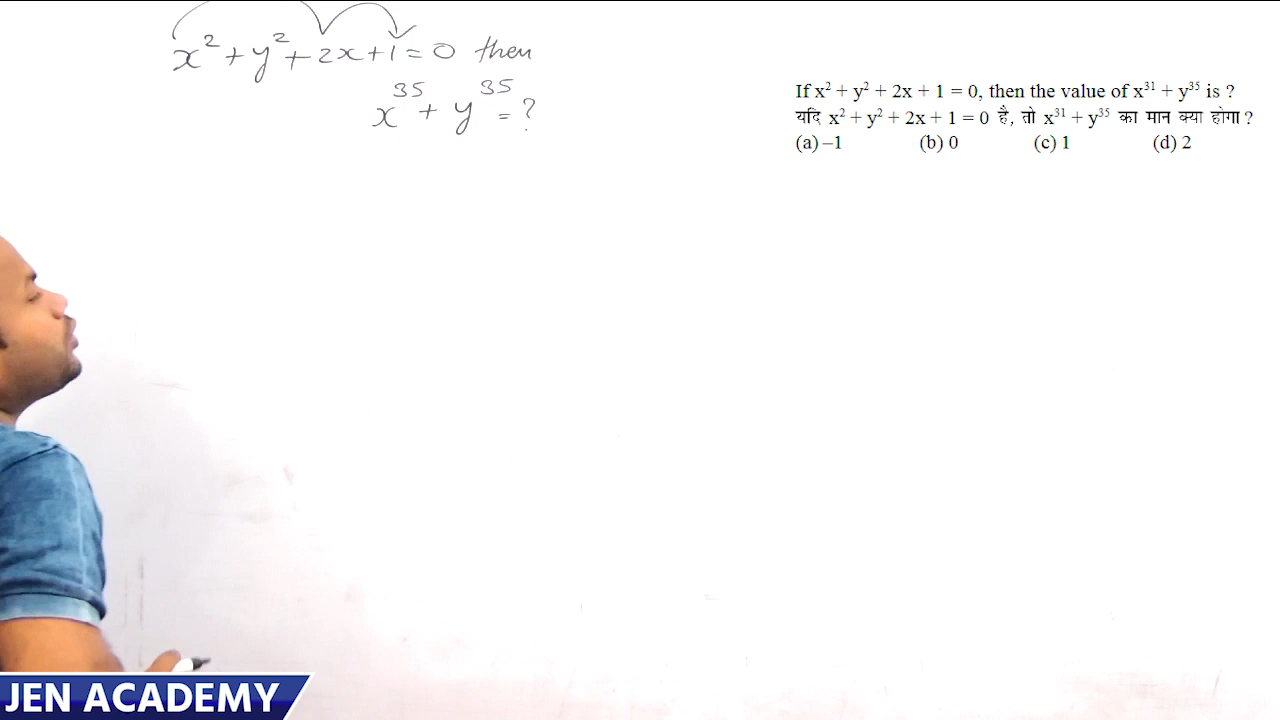 x² + y² + 2x + 1 = 0 then
x³⁵ + y³⁵ = ?
If x² + y² + 2x + 1 = 0, then the value of x³¹ + y³⁵ is ?
यदि x² + y² + 2x + 1 = 0 है, तो x³¹ + y³⁵ का मान क्या होगा ?
(a) –1 (b) 0 (c) 1 (d) 2
JEN ACADEMY